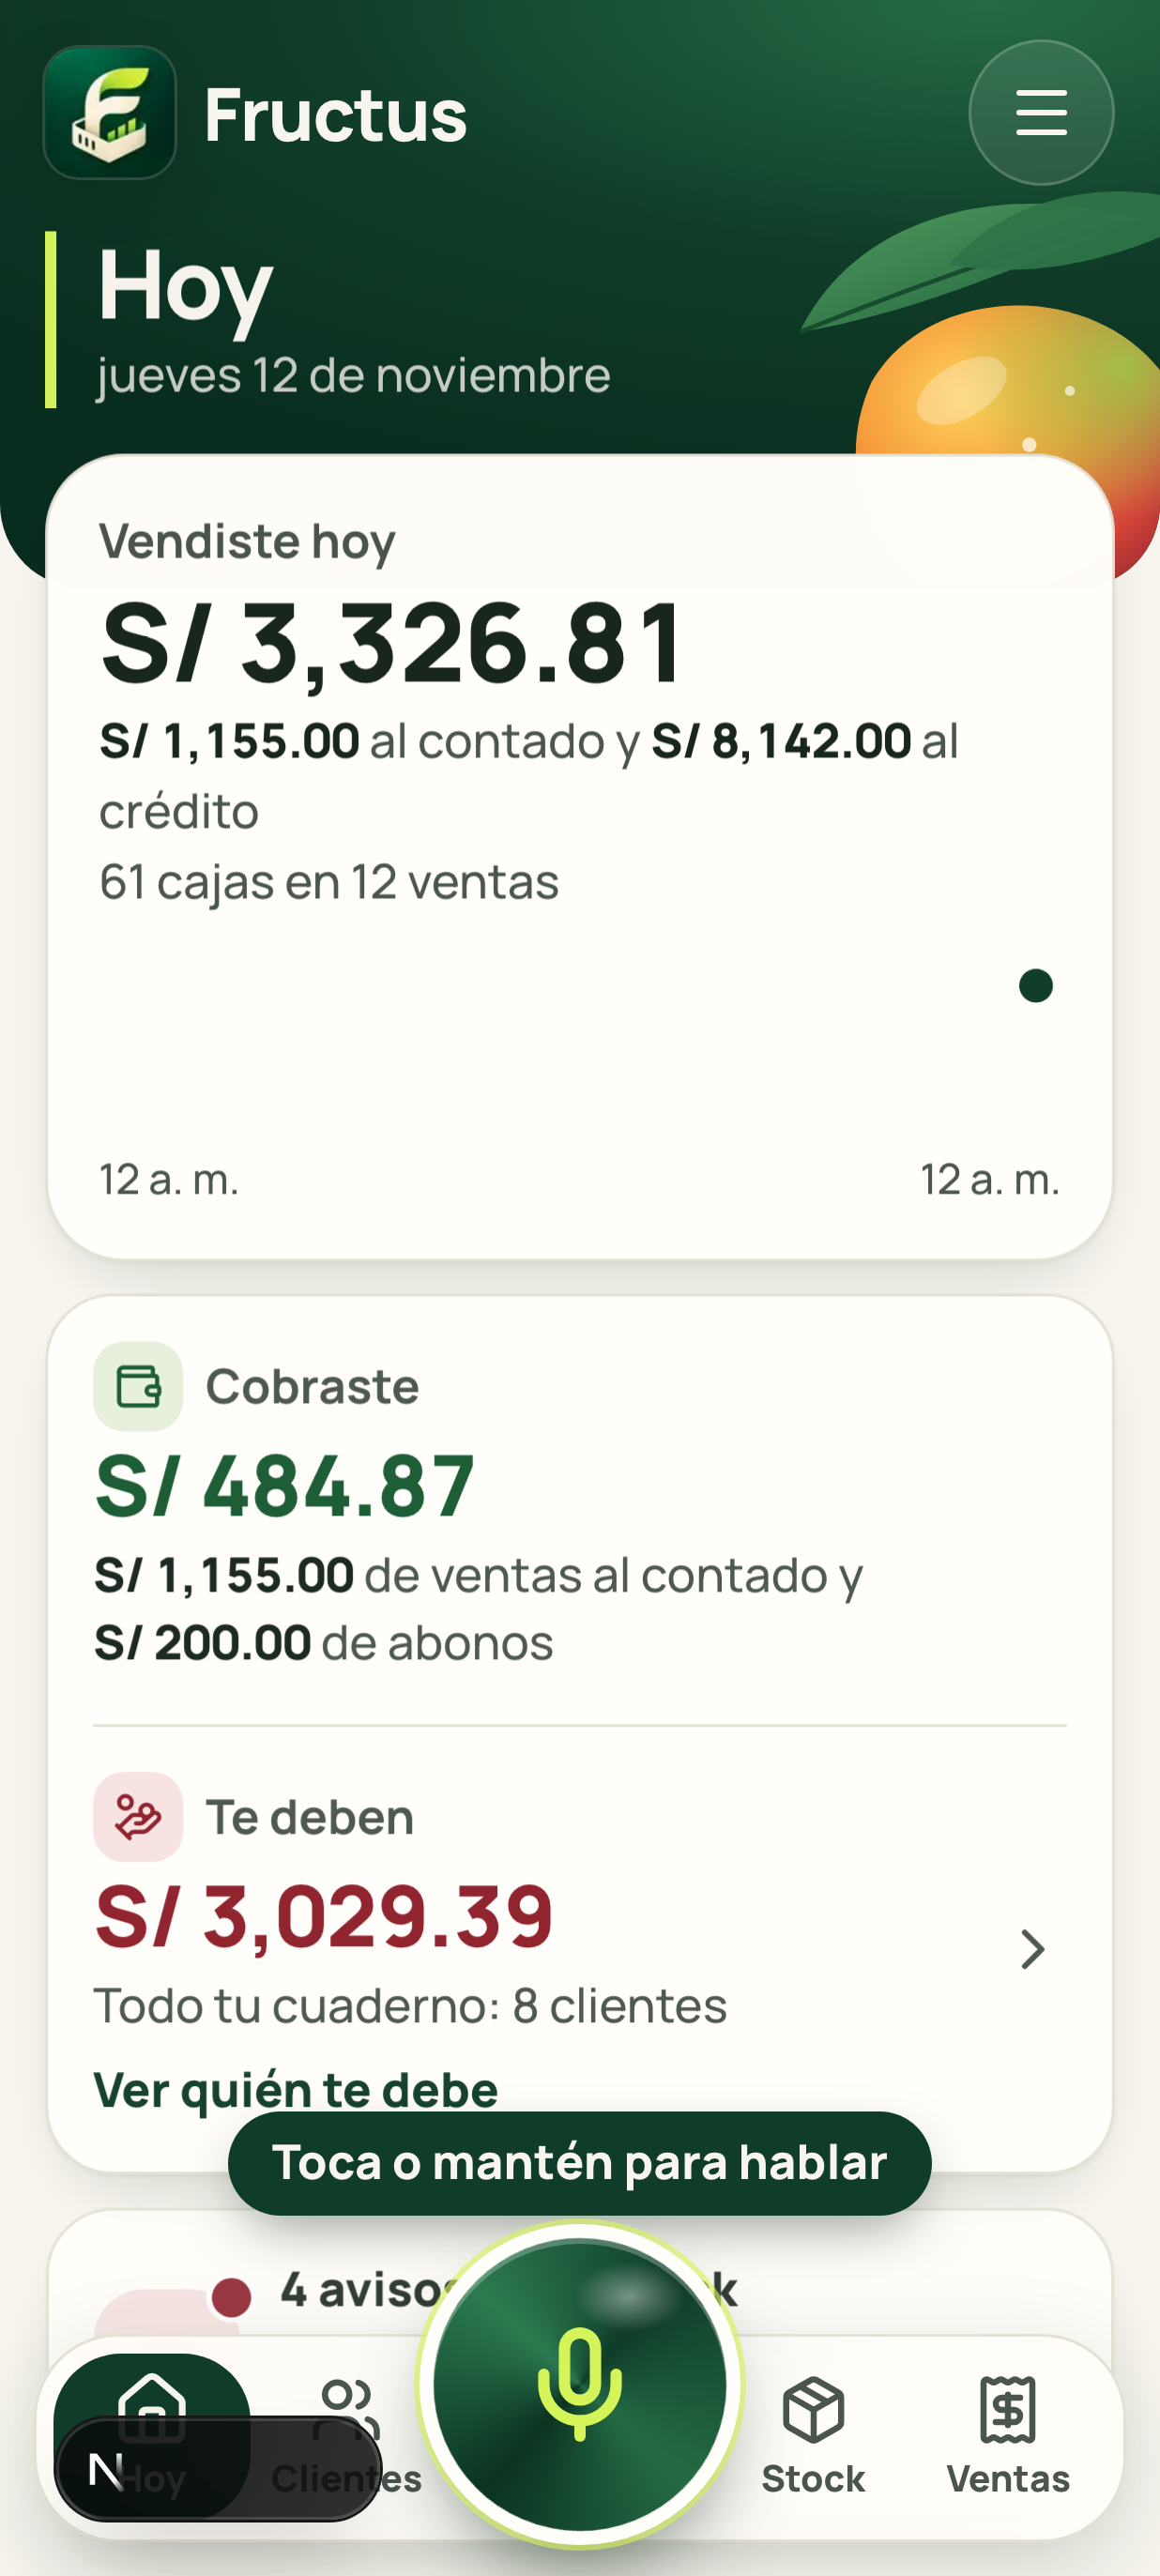 Fructus
Hoy
jueves 12 de noviembre
Vendiste hoy
S/ 3,326.81
S/ 1,155.00 al contado y S/ 8,142.00 al
crédito
61 cajas en 12 ventas
12 a. m.
12 a. m.
Cobraste
S/ 484.87
S/ 1,155.00 de ventas al contado y
S/ 200.00 de abonos
Te deben
S/ 3,029.39
Todo tu cuaderno: 8 clientes
Ver quién te debe
Toca o mantén para hablar
4 avisos
N
Hoy
Clientes
Stock
Ventas